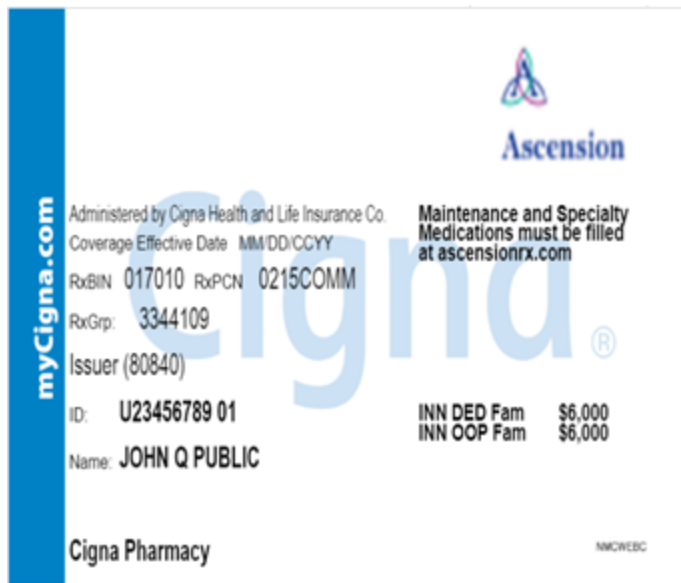 Ascension
myCigna.com
Cigna®
Administered by Cigna Health and Life Insurance Co.
Coverage Effective Date MM/DD/CCYY
RxBIN 017010 RxPCN 0215COMM
RxGrp: 3344109
Issuer (80840)
ID: U23456789 01
Name: JOHN Q PUBLIC
Maintenance and Specialty
Medications must be filled
at ascensionrx.com
INN DED Fam $6,000
INN OOP Fam $6,000
Cigna Pharmacy
NMCWEBC